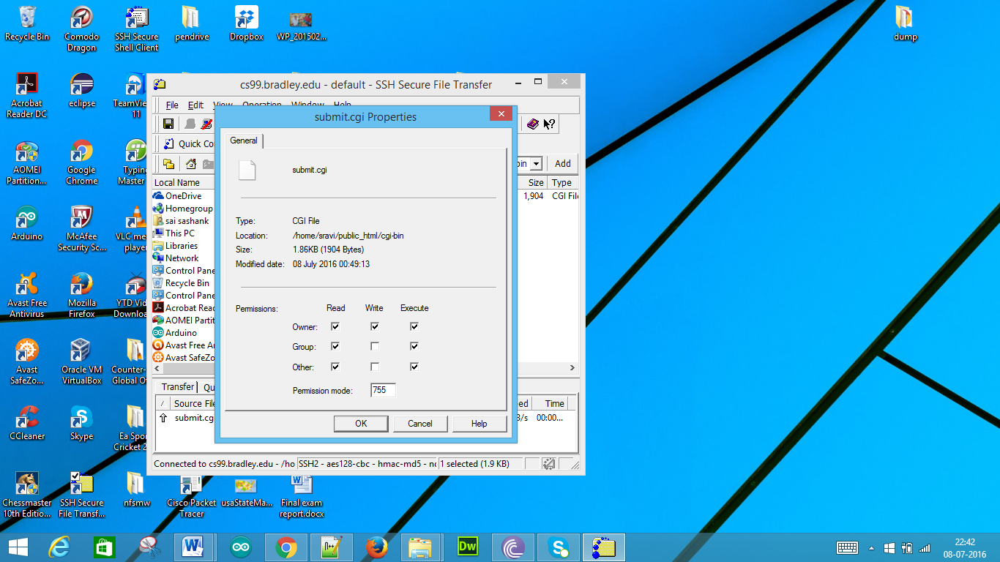 Recycle Bin
Comodo
Dragon
SSH Secure
Shell Client
pendrive
Dropbox
WP_201502...
dump
Acrobat
Reader DC
eclipse
TeamVie
11
AOMEI
Partition...
Google
Chrome
Typin
Master
Arduino
McAfee
Security Sc...
VLC me
player
Avast Free
Antivirus
Mozilla
Firefox
YTD Vid
Downloa
Avast
SafeZo...
Oracle VM
VirtualBox
Counter-
Global O
CCleaner
Skype
Ea Spor
Cricket 2
Chessmaster
10th Editio...
SSH Secure
File Transf...
nfsmw
Cisco Packet
Tracer
usaStateMa...
Final exam
report.docx
cs99.bradley.edu - default - SSH Secure File Transfer
File Edit View Operation Window Help
Quick Co
bin
Add
Local Name
Size
Type
OneDrive
1,904
CGI File
Homegroup
sai sashank
This PC
Libraries
Network
Control Pane
Recycle Bin
Control Pane
Acrobat Read
AOMEI Partit
Arduino
Avast Free An
Avast SafeZo
Transfer
Qu
/
Source File
ed
Time
submit.cg
B/s
00:00...
Connected to cs99.bradley.edu - /ho
SSH2 - aes128-cbc - hmac-md5 - no
1 selected (1.9 KB)
submit.cgi Properties
General
submit.cgi
Type: CGI File
Location: /home/sravi/public_html/cgi-bin
Size: 1.86KB (1904 Bytes)
Modified date: 08 July 2016 00:49:13
Permissions: Read Write Execute
Owner:
Group:
Other:
Permission mode: 755
OK Cancel Help
N++
Dw
22:42
08-07-2016